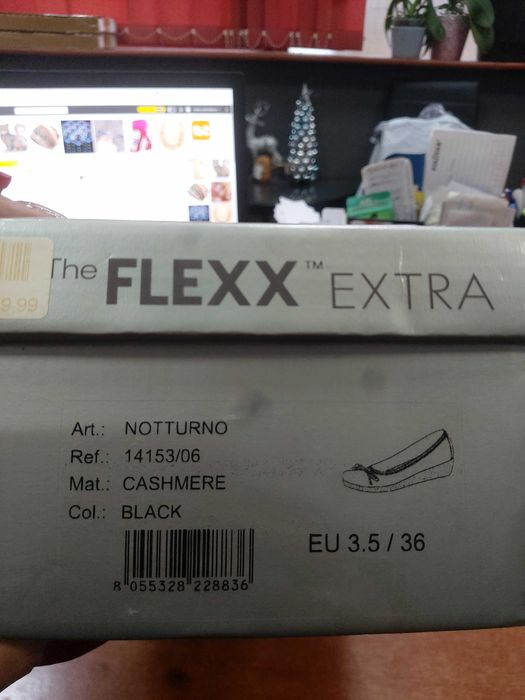 The FLEXX™ EXTRA
9.99
Art.: NOTTURNO
Ref.: 14153/06
Mat.: CASHMERE
Col.: BLACK
EU 3.5 / 36
8 055328 228836